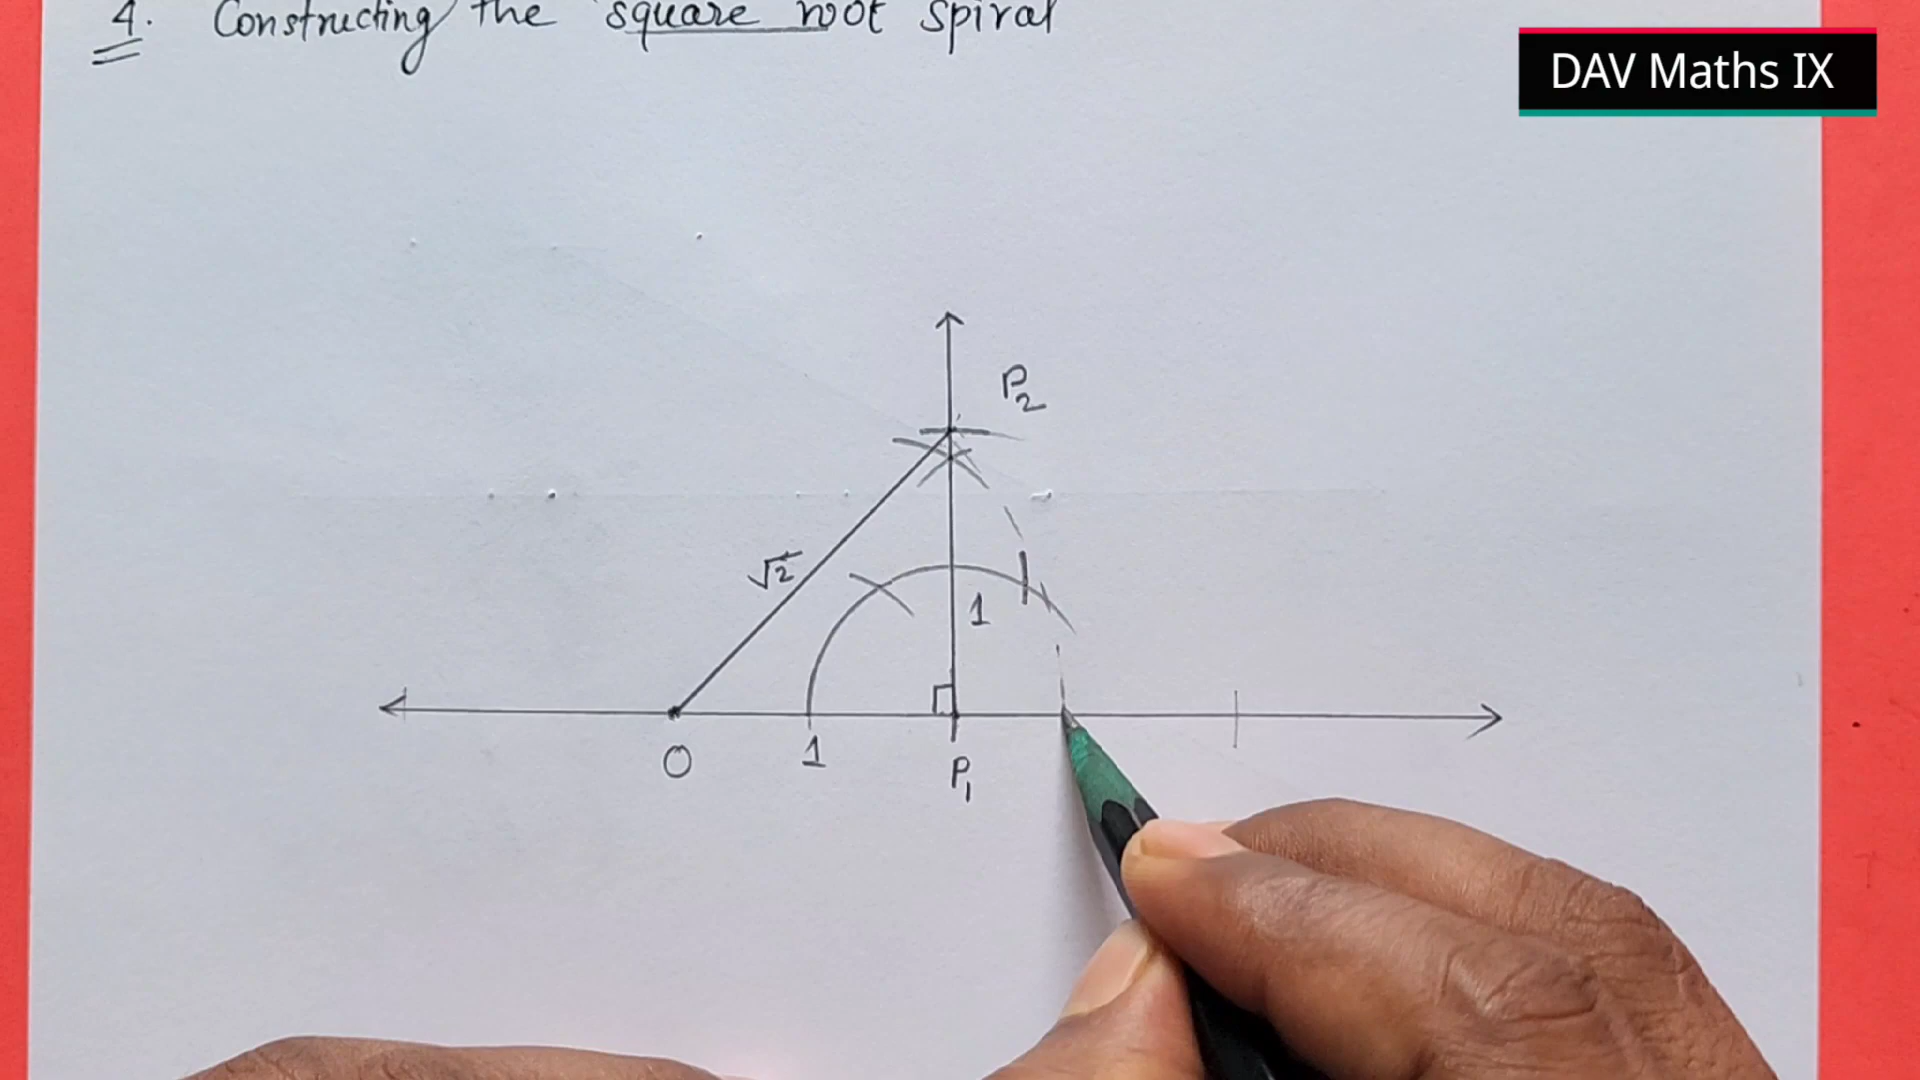 4. Constructing the square root spiral
DAV Maths IX
P2
√2
1
O
1
P1